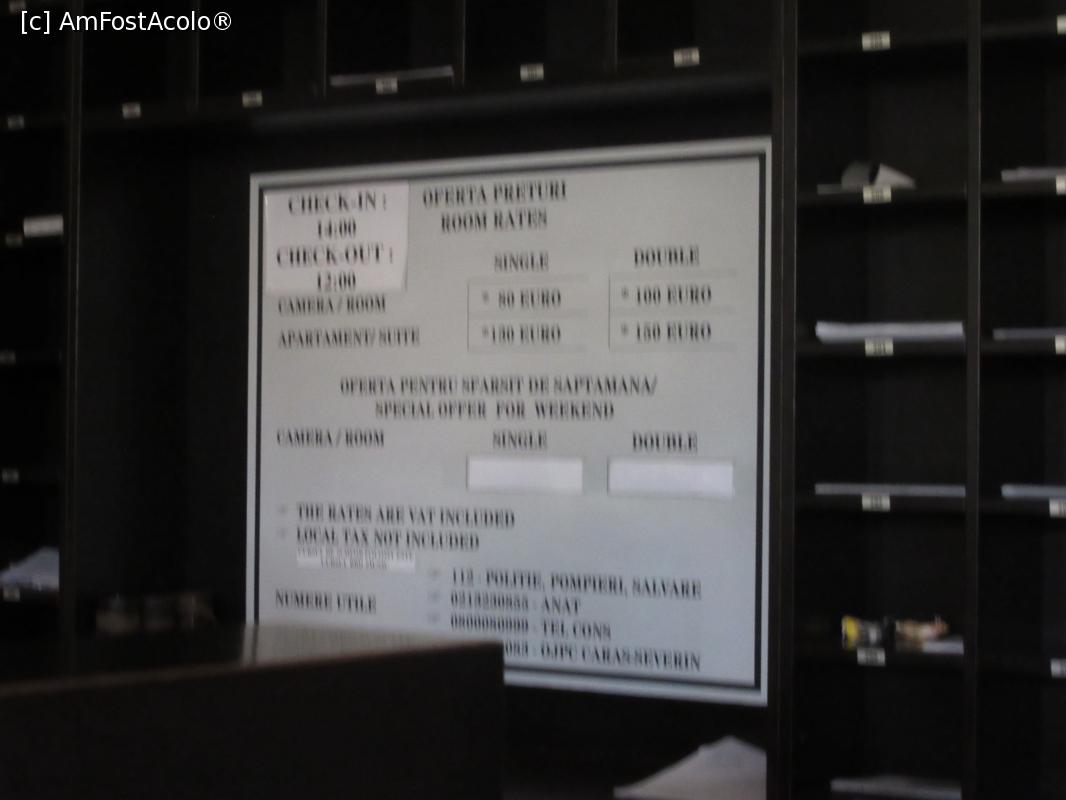 [c] AmFostAcolo®
CHECK-IN :
14:00
CHECK-OUT :
12:00
OFERTA PRETURI
ROOM RATES
SINGLE DOUBLE
CAMERA / ROOM * 80 EURO * 100 EURO
APARTAMENT/ SUITE *130 EURO * 150 EURO
OFERTA PENTRU SFARSIT DE SAPTAMANA/
SPECIAL OFFER FOR WEEKEND
CAMERA / ROOM SINGLE DOUBLE
THE RATES ARE VAT INCLUDED
LOCAL TAX NOT INCLUDED
NUMERE UTILE
112 : POLITIE, POMPIERI, SALVARE
: ANAT
: TEL CONS
: OJPC CARAS-SEVERIN